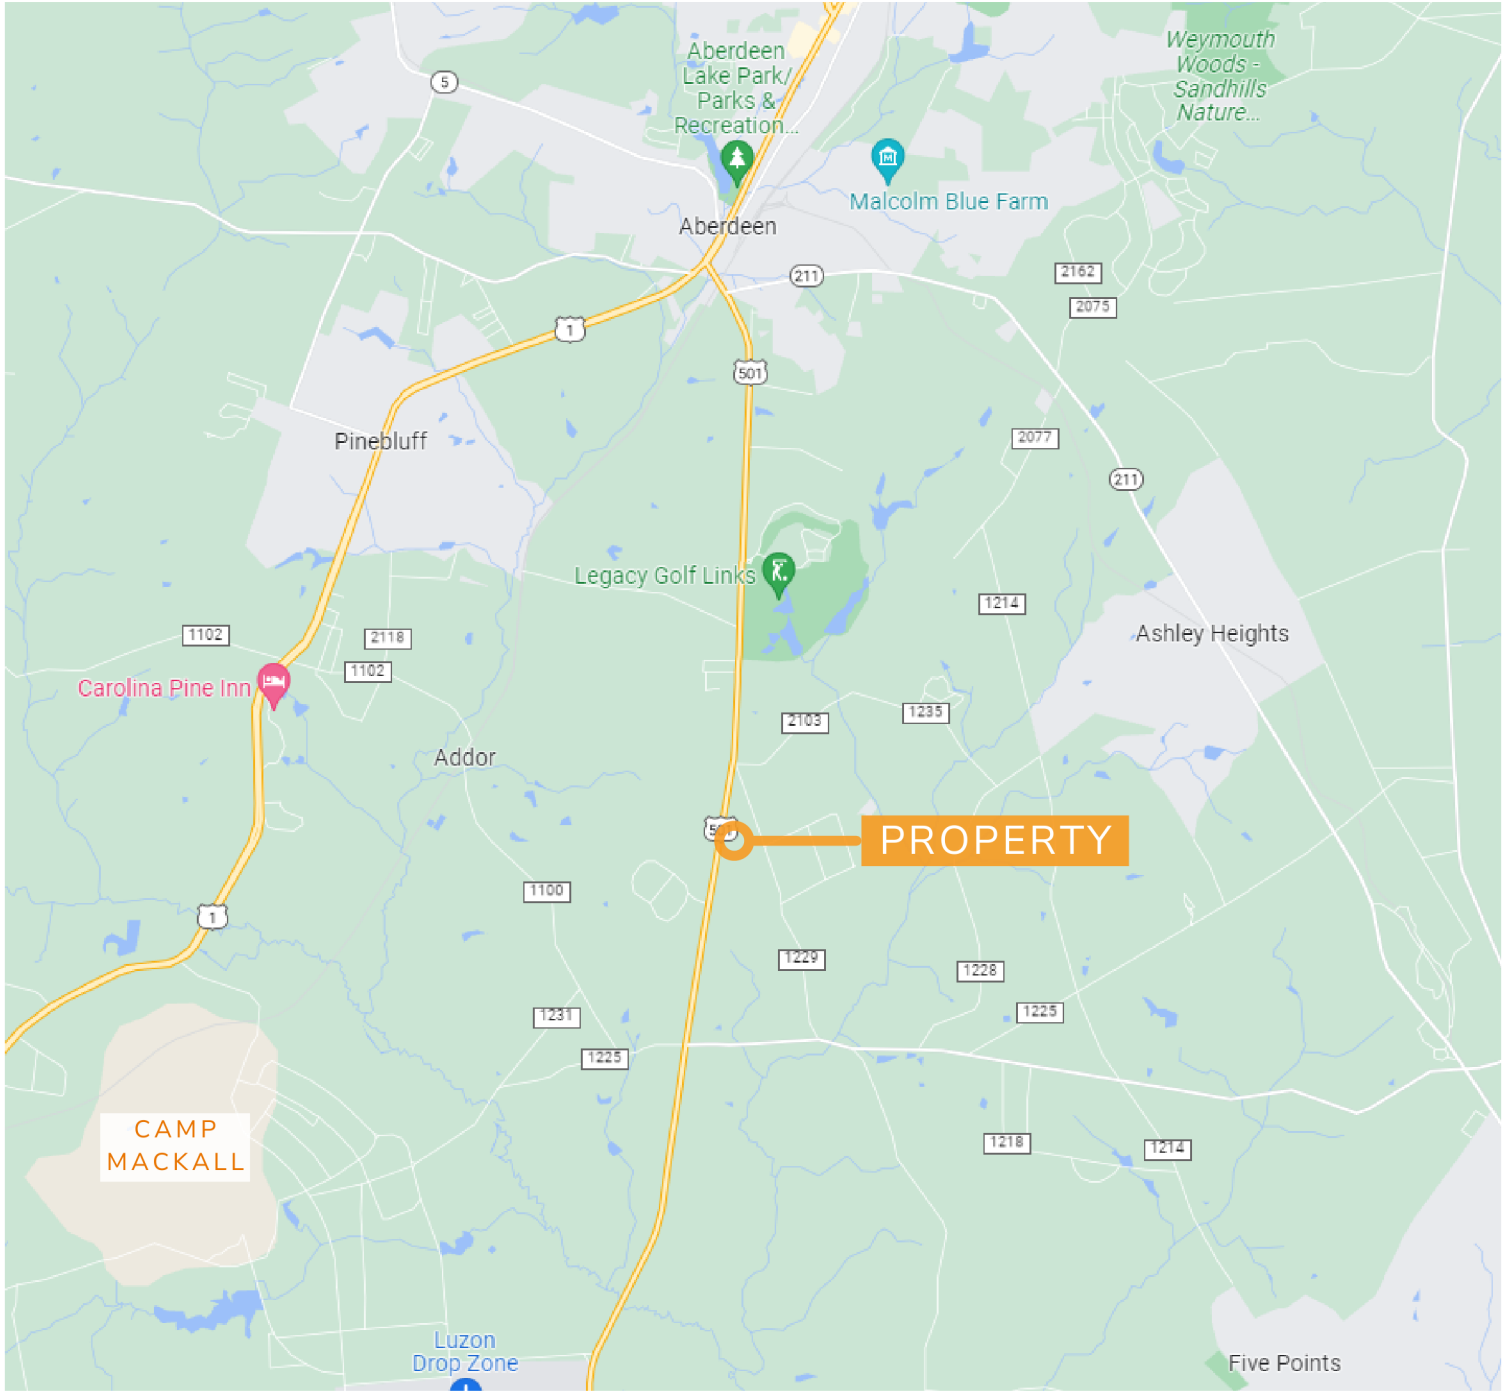 Weymouth
Woods -
Sandhills
Nature...
Aberdeen
Lake Park/
Parks &
Recreation...
5
Malcolm Blue Farm
Aberdeen
211
2162
2075
1
501
Pinebluff
2077
211
Legacy Golf Links
1214
1102
2118
Ashley Heights
1102
Carolina Pine Inn
1235
2103
Addor
501
PROPERTY
1100
1
1229
1228
1225
1231
1225
CAMP
MACKALL
1218
1214
Luzon
Drop Zone
Five Points